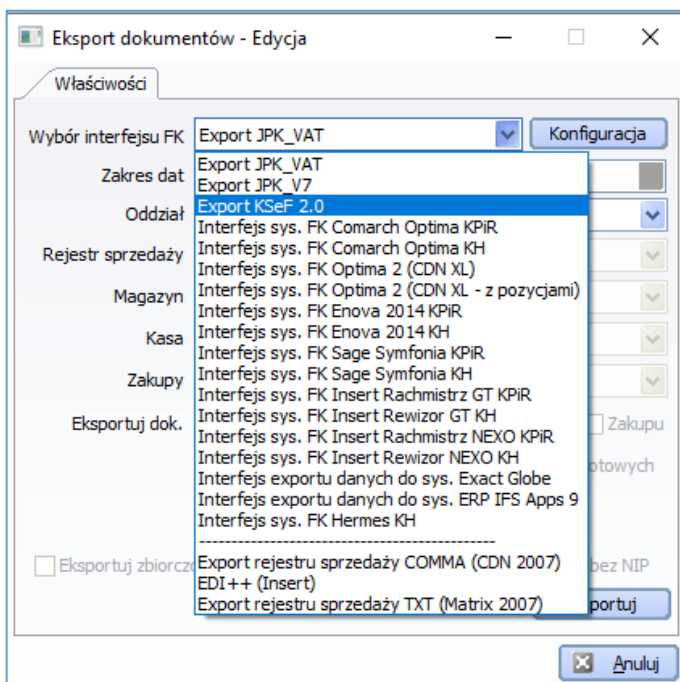 Eksport dokumentów - Edycja
Właściwości
Wybór interfejsu FK Export JPK_VAT Konfiguracja
Zakres dat
Oddział
Rejestr sprzedaży
Magazyn
Kasa
Zakupy
Eksportuj dok.
Export JPK_VAT
Export JPK_V7
Export KSeF 2.0
Interfejs sys. FK Comarch Optima KPiR
Interfejs sys. FK Comarch Optima KH
Interfejs sys. FK Optima 2 (CDN XL)
Interfejs sys. FK Optima 2 (CDN XL - z pozycjami)
Interfejs sys. FK Enova 2014 KPiR
Interfejs sys. FK Enova 2014 KH
Interfejs sys. FK Sage Symfonia KPiR
Interfejs sys. FK Sage Symfonia KH
Interfejs sys. FK Insert Rachmistrz GT KPiR
Interfejs sys. FK Insert Rewizor GT KH
Interfejs sys. FK Insert Rachmistrz NEXO KPiR
Interfejs sys. FK Insert Rewizor NEXO KH
Interfejs exportu danych do sys. Exact Globe
Interfejs exportu danych do sys. ERP IFS Apps 9
Interfejs sys. FK Hermes KH
-----------------------------------------------
Export rejestru sprzedaży COMMA (CDN 2007)
EDI++ (Insert)
Export rejestru sprzedaży TXT (Matrix 2007)
Zakupu
otowych
Eksportuj zbiorczo
bez NIP
portuj
Anuluj